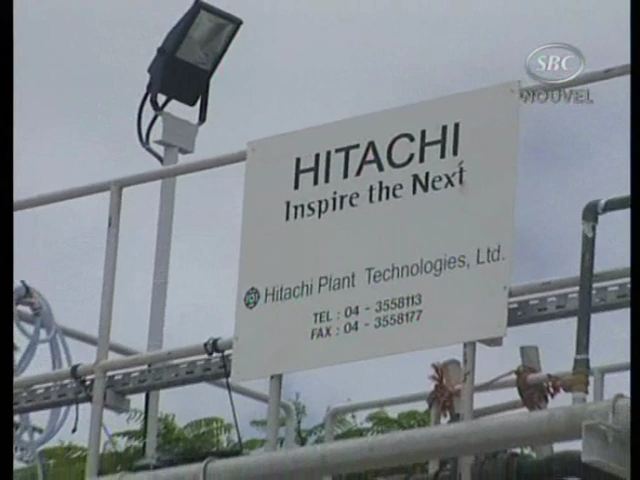 SBC
NOUVEL
HITACHI
Inspire the Next
Hitachi Plant Technologies, Ltd.
TEL : 04 - 3558113
FAX : 04 - 3558177